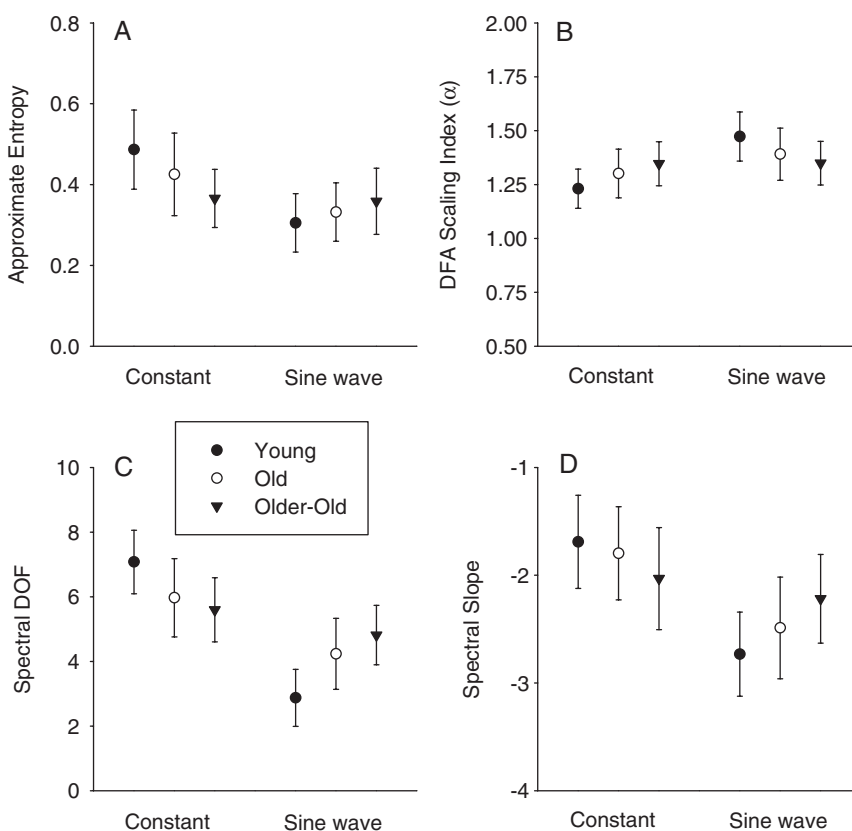 A
Approximate Entropy
0.8
0.6
0.4
0.2
0.0
Constant Sine wave
B
DFA Scaling Index (α)
2.00
1.75
1.50
1.25
1.00
0.75
0.50
Constant Sine wave
C
Spectral DOF
10
8
6
4
2
0
Constant Sine wave
Young
Old
Older-Old
D
Spectral Slope
-1
-2
-3
-4
Constant Sine wave